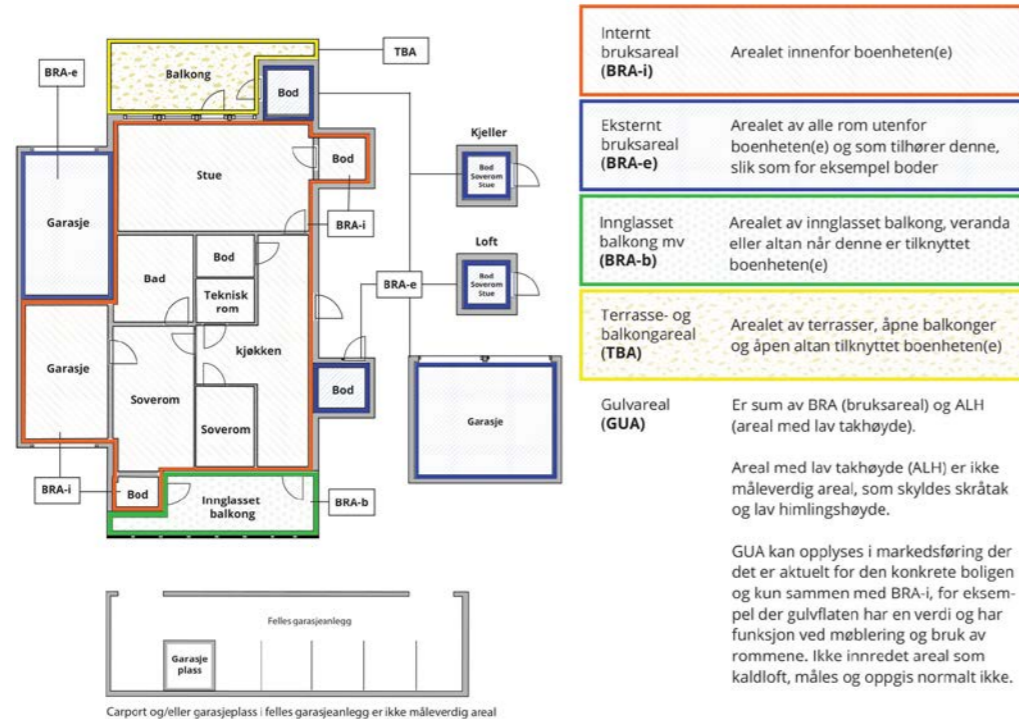 TBA
BRA-e
Balkong
Bod
Kjeller
Bod
Soverom
Stue
Stue
Bod
BRA-i
Garasje
Loft
Bod
Soverom
Stue
Bad
Bod
Teknisk
rom
BRA-e
kjøkken
Garasje
Soverom
Bod
Soverom
Garasje
BRA-i
Bod
Innglasset
balkong
BRA-b
Felles garasjeanlegg
Garasje
plass
Carport og/eller garasjeplass i felles garasjeanlegg er ikke måleverdig areal
Internt
bruksareal
(BRA-i)
Arealet innenfor boenheten(e)
Eksternt
bruksareal
(BRA-e)
Arealet av alle rom utenfor
boenheten(e) og som tilhører denne,
slik som for eksempel boder
Innglasset
balkong mv
(BRA-b)
Arealet av innglasset balkong, veranda
eller altan når denne er tilknyttet
boenheten(e)
Terrasse- og
balkongareal
(TBA)
Arealet av terrasser, åpne balkonger
og åpen altan tilknyttet boenheten(e)
Gulvareal
(GUA)
Er sum av BRA (bruksareal) og ALH
(areal med lav takhøyde).
Areal med lav takhøyde (ALH) er ikke
måleverdig areal, som skyldes skråtak
og lav himlingshøyde.
GUA kan opplyses i markedsføring der
det er aktuelt for den konkrete boligen
og kun sammen med BRA-i, for eksem-
pel der gulvflaten har en verdi og har
funksjon ved møblering og bruk av
rommene. Ikke innredet areal som
kaldloft, måles og oppgis normalt ikke.